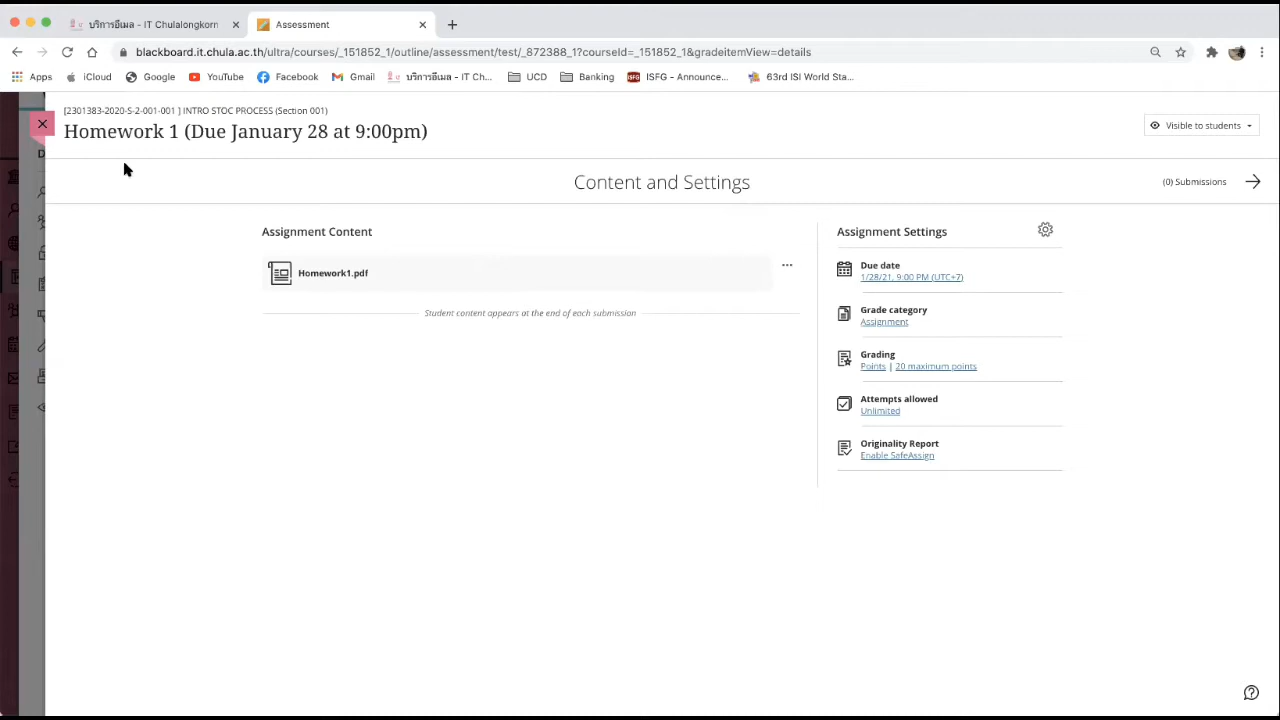 บริการอีเมล - IT Chulalongkorn
Assessment
blackboard.it.chula.ac.th/ultra/courses/_151852_1/outline/assessment/test/_872388_1?courseId=_151852_1&gradeitemView=details
Apps
iCloud
Google
YouTube
Facebook
Gmail
บริการอีเมล - IT Ch...
UCD
Banking
ISFG - Announce...
63rd ISI World Sta...
[2301383-2020-S-2-001-001 ] INTRO STOC PROCESS (Section 001)
Homework 1 (Due January 28 at 9:00pm)
Visible to students
Content and Settings
(0) Submissions
Assignment Content
Homework1.pdf
Student content appears at the end of each submission
Assignment Settings
Due date
1/28/21, 9:00 PM (UTC+7)
Grade category
Assignment
Grading
Points | 20 maximum points
Attempts allowed
Unlimited
Originality Report
Enable SafeAssign